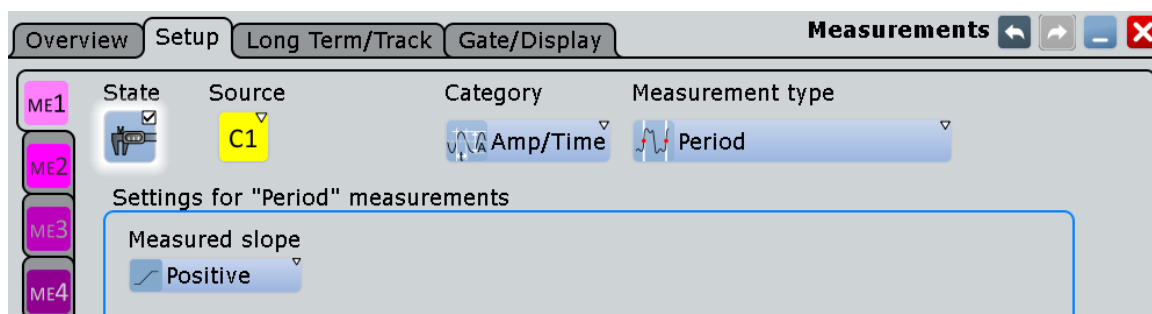 Overview Setup Long Term/Track Gate/Display Measurements
ME1 State Source Category Measurement type
C1 Amp/Time Period
ME2
Settings for "Period" measurements
ME3 Measured slope
Positive
ME4